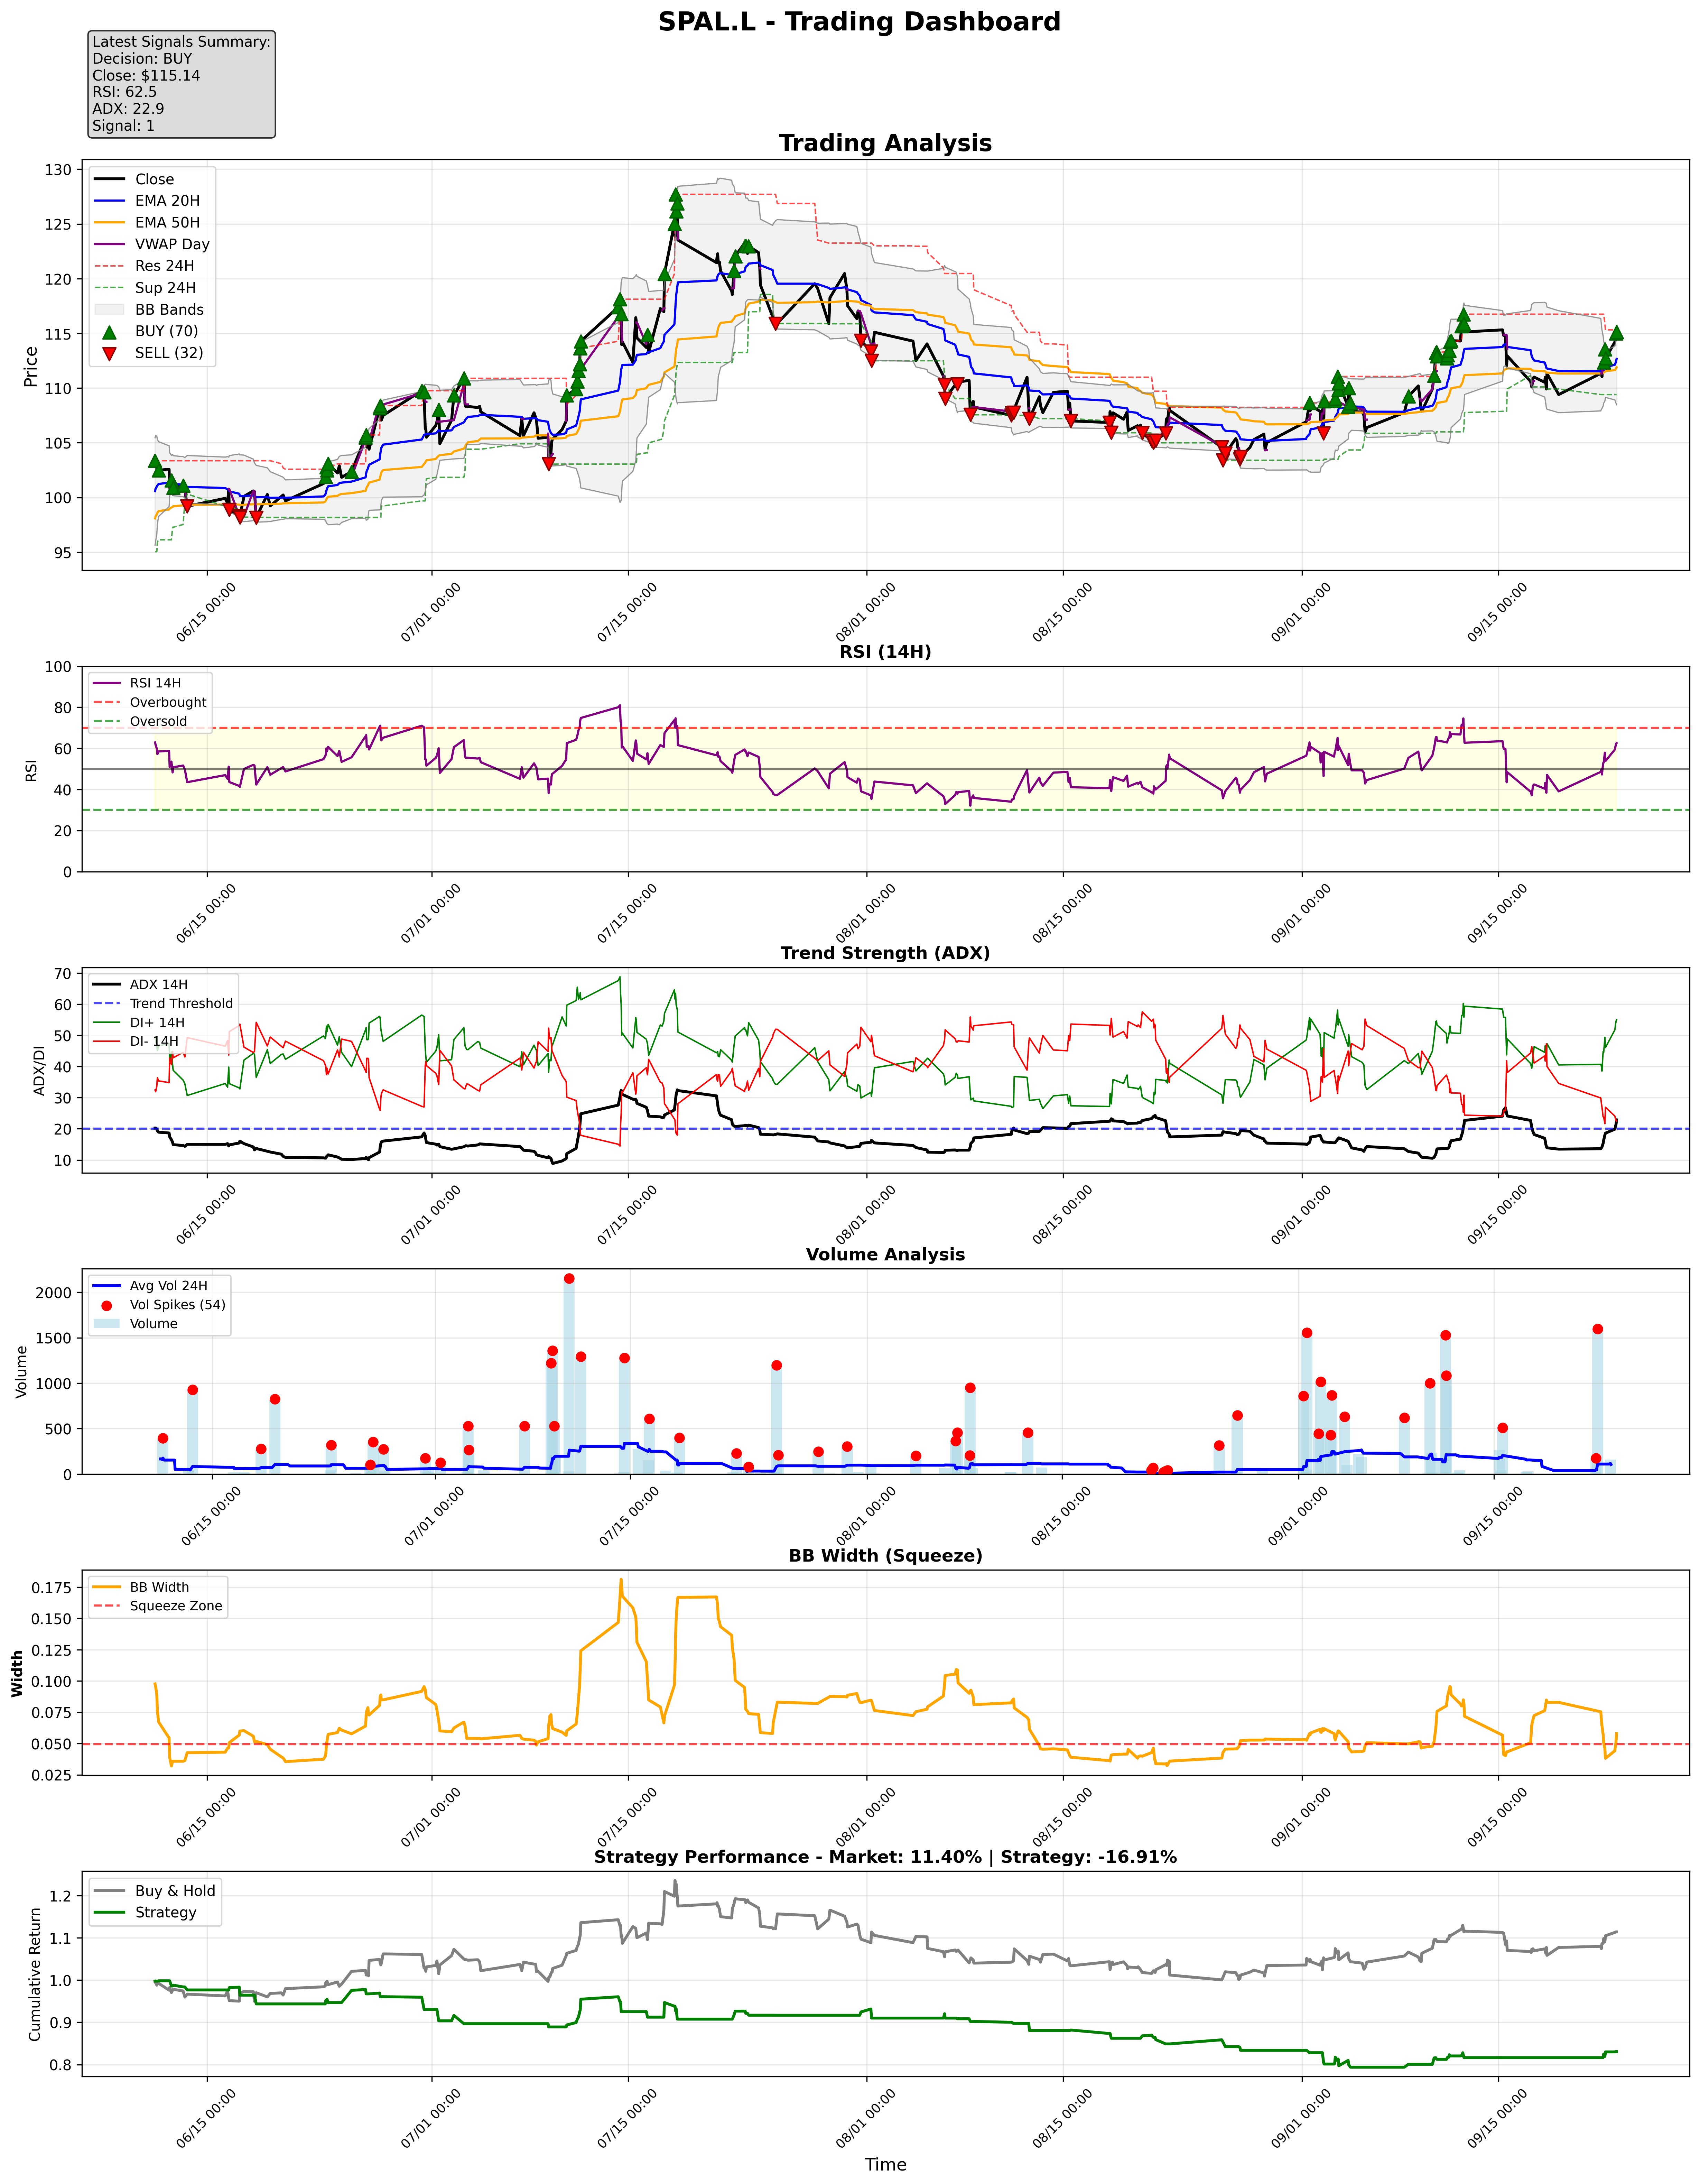 SPAL.L - Trading Dashboard
Latest Signals Summary:
Decision: BUY
Close: $115.14
RSI: 62.5
ADX: 22.9
Signal: 1
Trading Analysis
Price
130
125
120
115
110
105
100
95
Close
EMA 20H
EMA 50H
VWAP Day
Res 24H
Sup 24H
BB Bands
BUY (70)
SELL (32)
06/15 00:00
07/01 00:00
07/15 00:00
08/01 00:00
08/15 00:00
09/01 00:00
09/15 00:00
RSI (14H)
RSI
100
80
60
40
20
0
RSI 14H
Overbought
Oversold
06/15 00:00
07/01 00:00
07/15 00:00
08/01 00:00
08/15 00:00
09/01 00:00
09/15 00:00
Trend Strength (ADX)
ADX/DI
70
60
50
40
30
20
10
ADX 14H
Trend Threshold
DI+ 14H
DI- 14H
06/15 00:00
07/01 00:00
07/15 00:00
08/01 00:00
08/15 00:00
09/01 00:00
09/15 00:00
Volume Analysis
Volume
2000
1500
1000
500
0
Avg Vol 24H
Vol Spikes (54)
Volume
06/15 00:00
07/01 00:00
07/15 00:00
08/01 00:00
08/15 00:00
09/01 00:00
09/15 00:00
BB Width (Squeeze)
Width
0.175
0.150
0.125
0.100
0.075
0.050
0.025
BB Width
Squeeze Zone
06/15 00:00
07/01 00:00
07/15 00:00
08/01 00:00
08/15 00:00
09/01 00:00
09/15 00:00
Strategy Performance - Market: 11.40% | Strategy: -16.91%
Cumulative Return
1.2
1.1
1.0
0.9
0.8
Buy & Hold
Strategy
06/15 00:00
07/01 00:00
07/15 00:00
08/01 00:00
08/15 00:00
09/01 00:00
09/15 00:00
Time